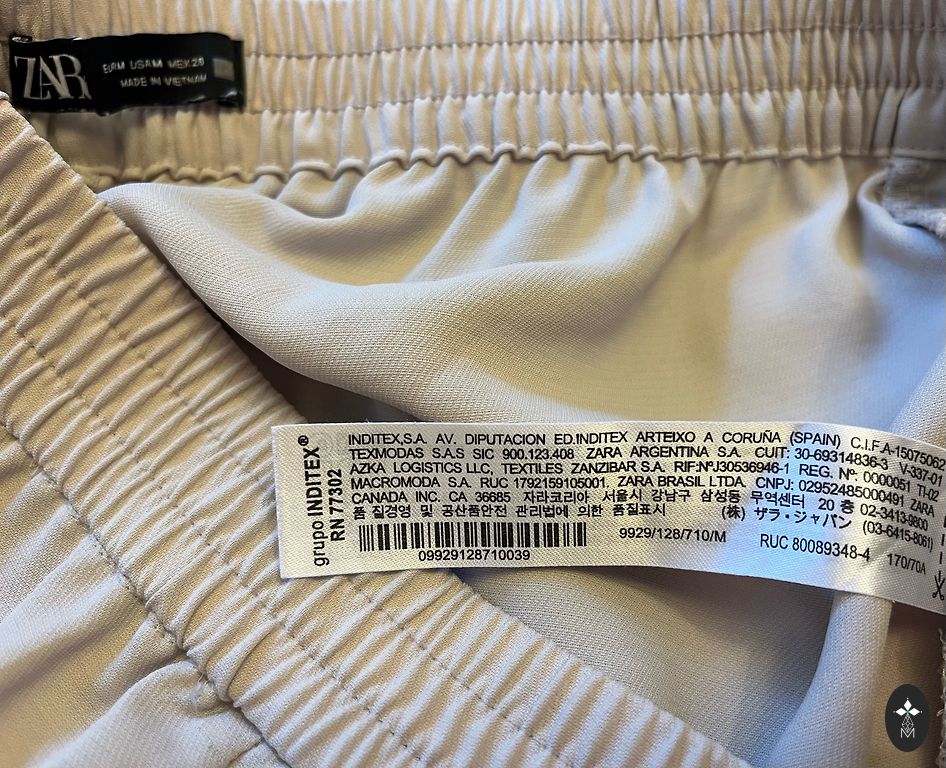 ZARA
EURM USAM MEX 28
MADE IN VIETNAM
grupo INDITEX®
RN 77302
INDITEX,S.A. AV. DIPUTACION ED.INDITEX ARTEIXO A CORUÑA (SPAIN) C.I.F.A-15075062
TEXMODAS S.A.S SIC 900.123.408 ZARA ARGENTINA S.A. CUIT: 30-69314836-3 V-337-01
AZKA LOGISTICS LLC, TEXTILES ZANZIBAR S.A. RIF:NºJ30536946-1 REG. Nº 0000051 TI-02
MACROMODA S.A. RUC 1792159105001. ZARA BRASIL LTDA. CNPJ: 02952485000491 ZARA
CANADA INC. CA 36685 자라코리아 서울시 강남구 삼성동 무역센터 20 층 02-3413-9800
품 질경영 및 공산품안전 관리법에 의한 품질표시 (株) ザラ・ジャパン (03-6415-8061)
09929128710039
9929/128/710/M
RUC 80089348-4
170/70A
M